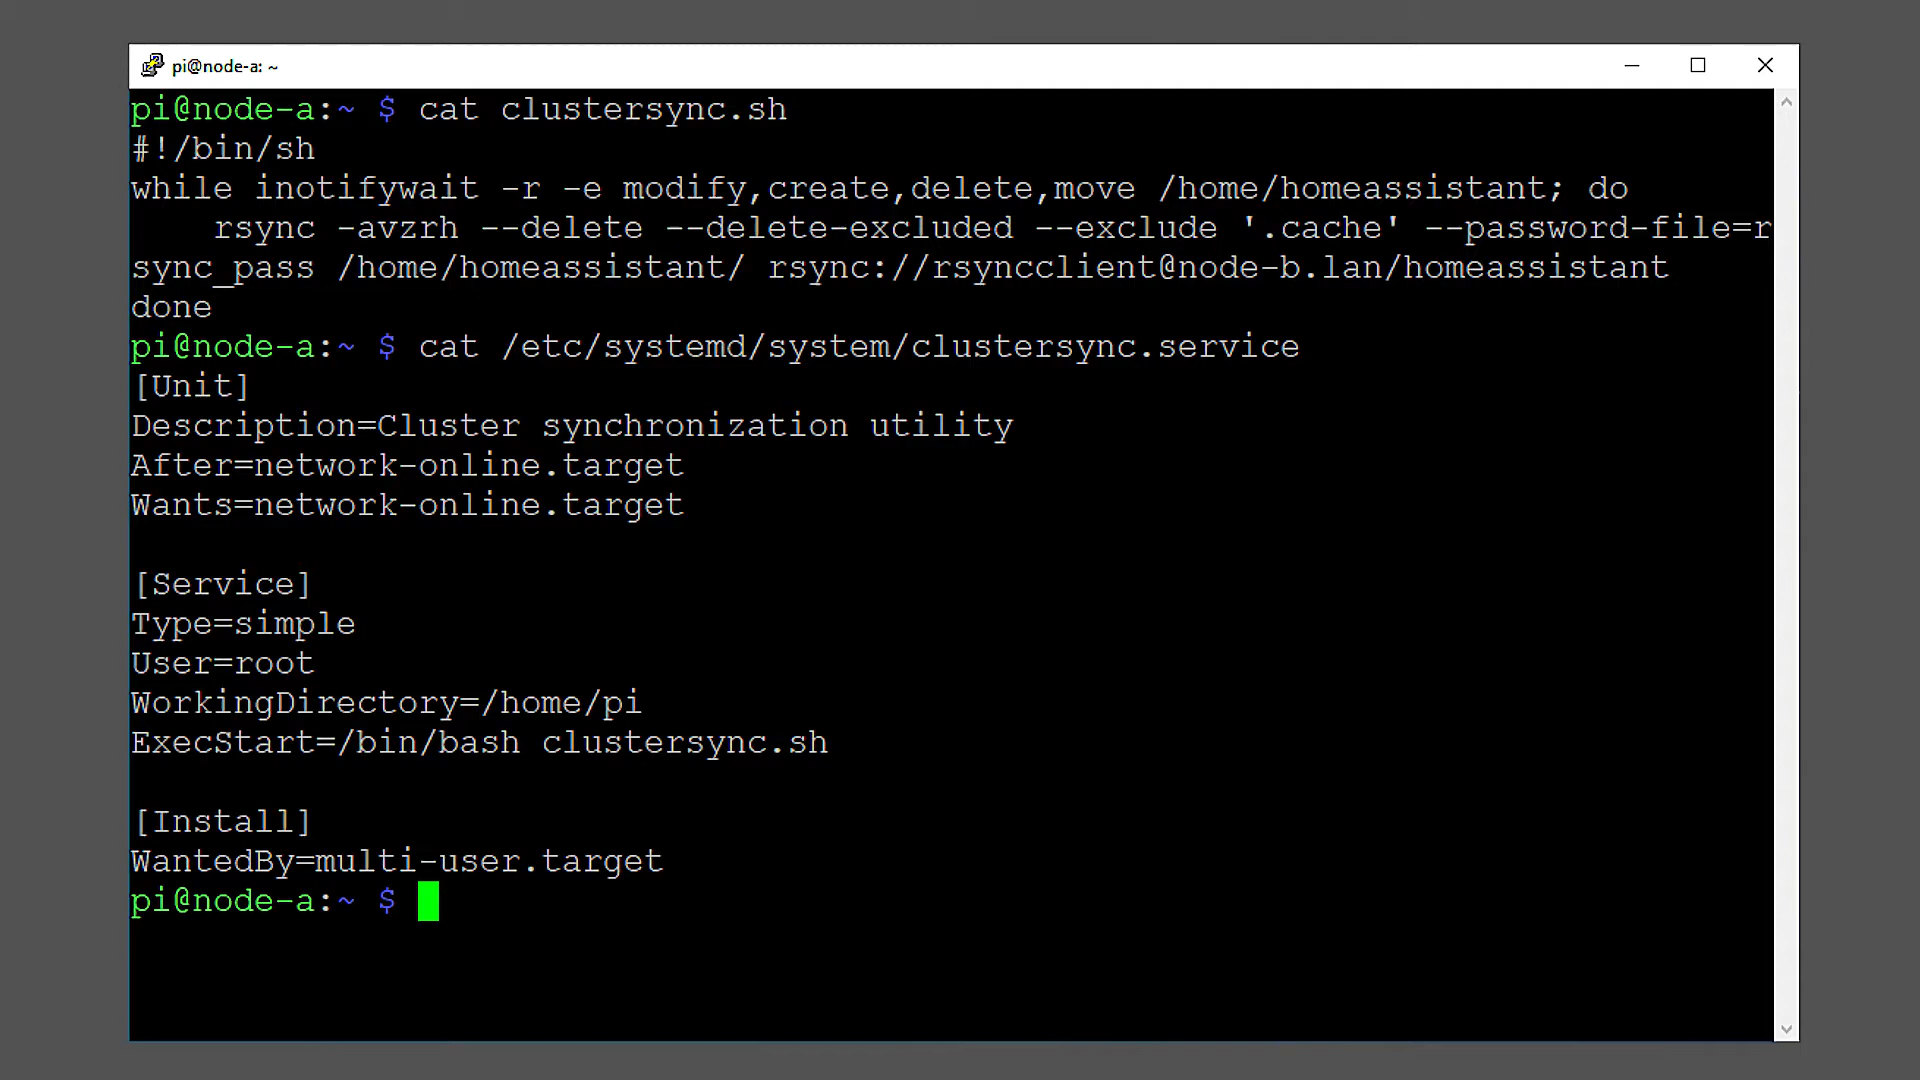 pi@node-a: ~
pi@node-a:~ $ cat clustersync.sh
#!/bin/sh
while inotifywait -r -e modify,create,delete,move /home/homeassistant; do
    rsync -avzrh --delete --delete-excluded --exclude '.cache' --password-file=r
sync_pass /home/homeassistant/ rsync://rsyncclient@node-b.lan/homeassistant
done
pi@node-a:~ $ cat /etc/systemd/system/clustersync.service
[Unit]
Description=Cluster synchronization utility
After=network-online.target
Wants=network-online.target

[Service]
Type=simple
User=root
WorkingDirectory=/home/pi
ExecStart=/bin/bash clustersync.sh

[Install]
WantedBy=multi-user.target
pi@node-a:~ $